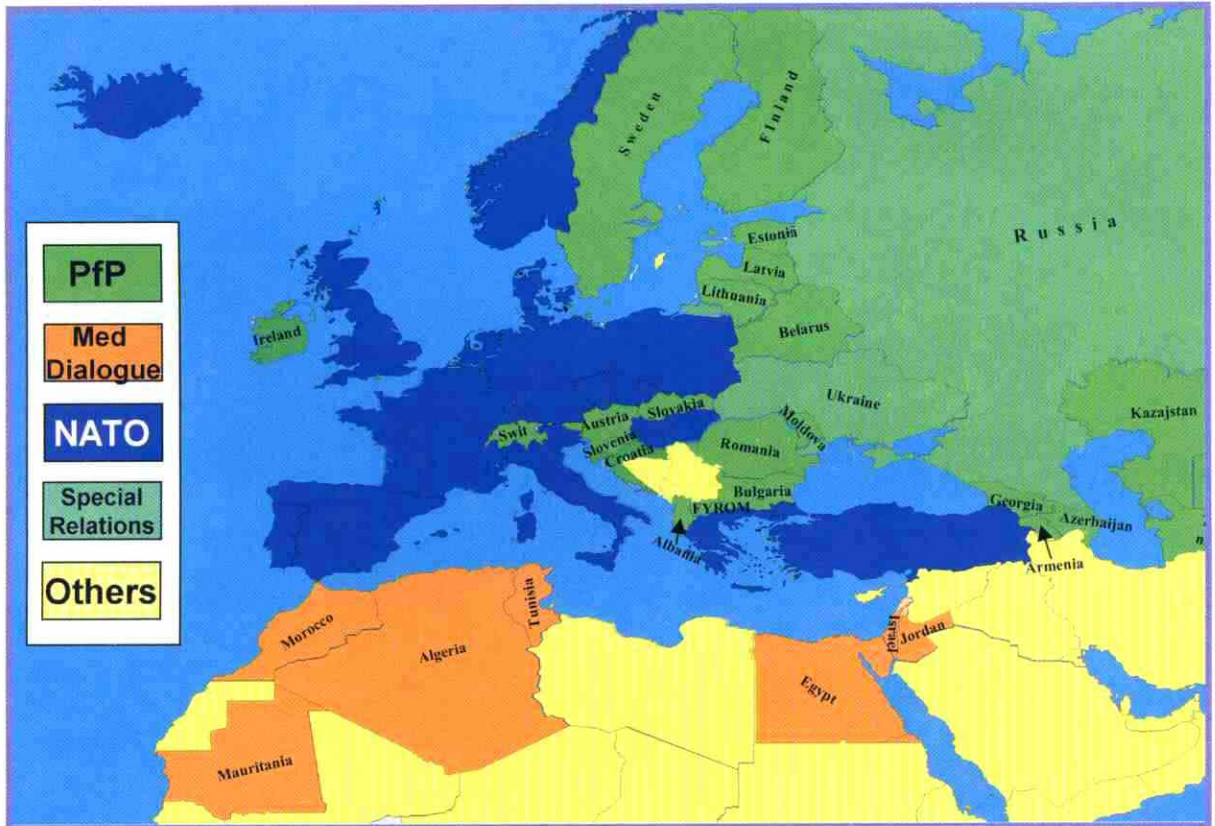 PfP
Med
Dialogue
NATO
Special
Relations
Others
Sweden
Finland
Russia
Estonia
Latvia
Lithuania
Belarus
Ireland
Ukraine
Kazajstan
Slovakia
Austria
Swit
Slovenia
Croatia
Moldova
Romania
Bulgaria
FYROM
Albania
Georgia
Azerbaijan
Armenia
n
Tunisia
Morocco
Algeria
Israel
Jordan
Egypt
Mauritania